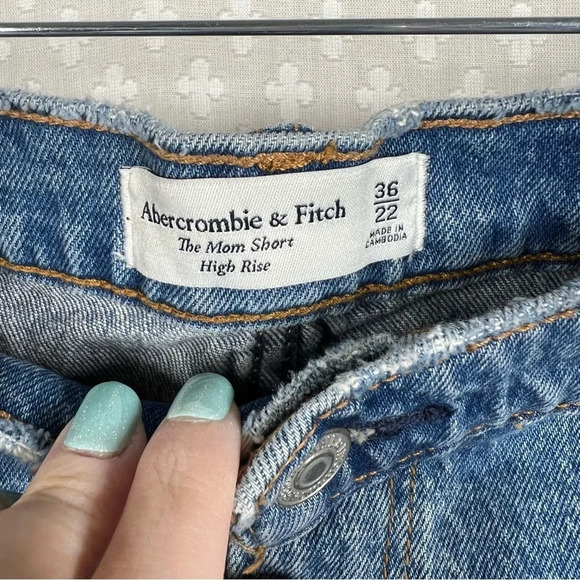 Abercrombie & Fitch
The Mom Short
High Rise
36
22
MADE IN
CAMBODIA